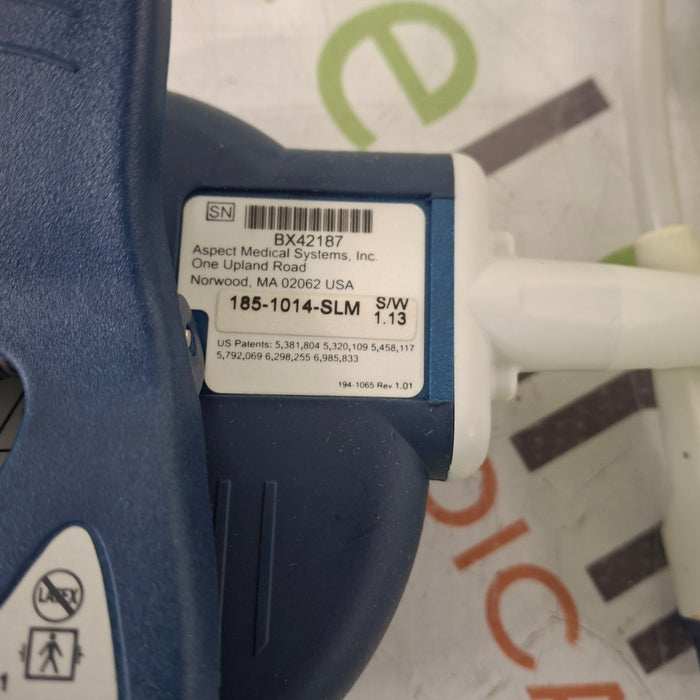 SN
BX42187
Aspect Medical Systems, Inc.
One Upland Road
Norwood, MA 02062 USA
185-1014-SLM S/W
1.13
US Patents: 5,381,804 5,320,109 5,458,117
5,792,069 6,298,255 6,985,833
194-1065 Rev 1.01
LATEX
1